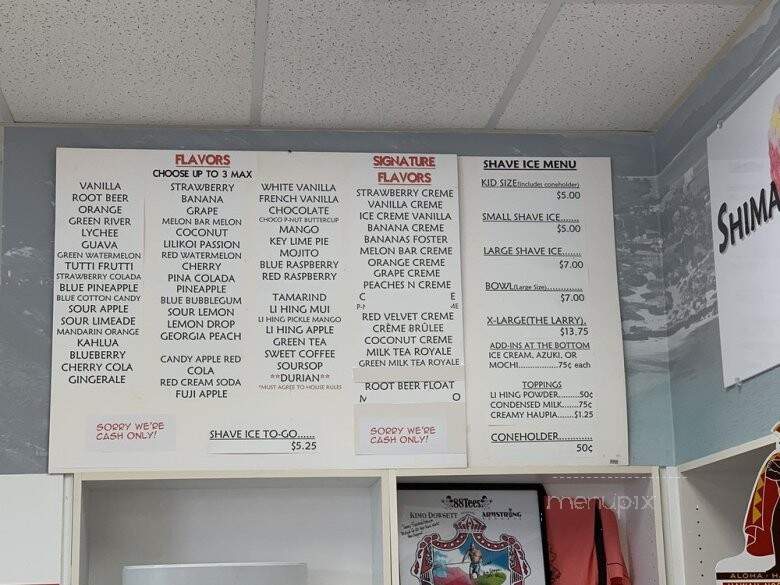 FLAVORS
CHOOSE UP TO 3 MAX
VANILLA
ROOT BEER
ORANGE
GREEN RIVER
LYCHEE
GUAVA
GREEN WATERMELON
TUTTI FRUTTI
STRAWBERRY COLADA
BLUE PINEAPPLE
BLUE COTTON CANDY
SOUR APPLE
SOUR LIMEADE
MANDARIN ORANGE
KAHLUA
BLUEBERRY
CHERRY COLA
GINGERALE
STRAWBERRY
BANANA
GRAPE
MELON BAR MELON
COCONUT
LILIKOI PASSION
RED WATERMELON
CHERRY
PINA COLADA
PINEAPPLE
BLUE BUBBLEGUM
SOUR LEMON
LEMON DROP
GEORGIA PEACH
CANDY APPLE RED
COLA
RED CREAM SODA
FUJI APPLE
WHITE VANILLA
FRENCH VANILLA
CHOCOLATE
CHOCO P-NUT BUTTERCUP
MANGO
KEY LIME PIE
MOJITO
BLUE RASPBERRY
RED RASPBERRY
TAMARIND
LI HING MUI
LI HING PICKLE MANGO
LI HING APPLE
GREEN TEA
SWEET COFFEE
SOURSOP
**DURIAN**
*MUST AGREE TO HOUSE RULES
SORRY WE'RE
CASH ONLY!
SHAVE ICE TO-GO......
$5.25
SIGNATURE
FLAVORS
STRAWBERRY CREME
VANILLA CREME
ICE CREME VANILLA
BANANA CREME
BANANAS FOSTER
MELON BAR CREME
ORANGE CREME
GRAPE CREME
PEACHES N CREME
RED VELVET CREME
CRÈME BRÛLEE
COCONUT CREME
MILK TEA ROYALE
GREEN MILK TEA ROYALE
ROOT BEER FLOAT
SORRY WE'RE
CASH ONLY!
SHAVE ICE MENU
KID SIZE(includes coneholder)
$5.00
SMALL SHAVE ICE.......
$5.00
LARGE SHAVE ICE.......
$7.00
BOWL(Large Size)...........
$7.00
X-LARGE(THE LARRY).
$13.75
ADD-INS AT THE BOTTOM
ICE CREAM, AZUKI, OR
MOCHI..............75¢ each
TOPPINGS
LI HING POWDER.......50¢
CONDENSED MILK....75¢
CREAMY HAUPIA....$1.25
CONEHOLDER............
50¢
SHIMA
88Tees
KIMO DOWSETT
ARMSTRONG
menupix
ALOHA